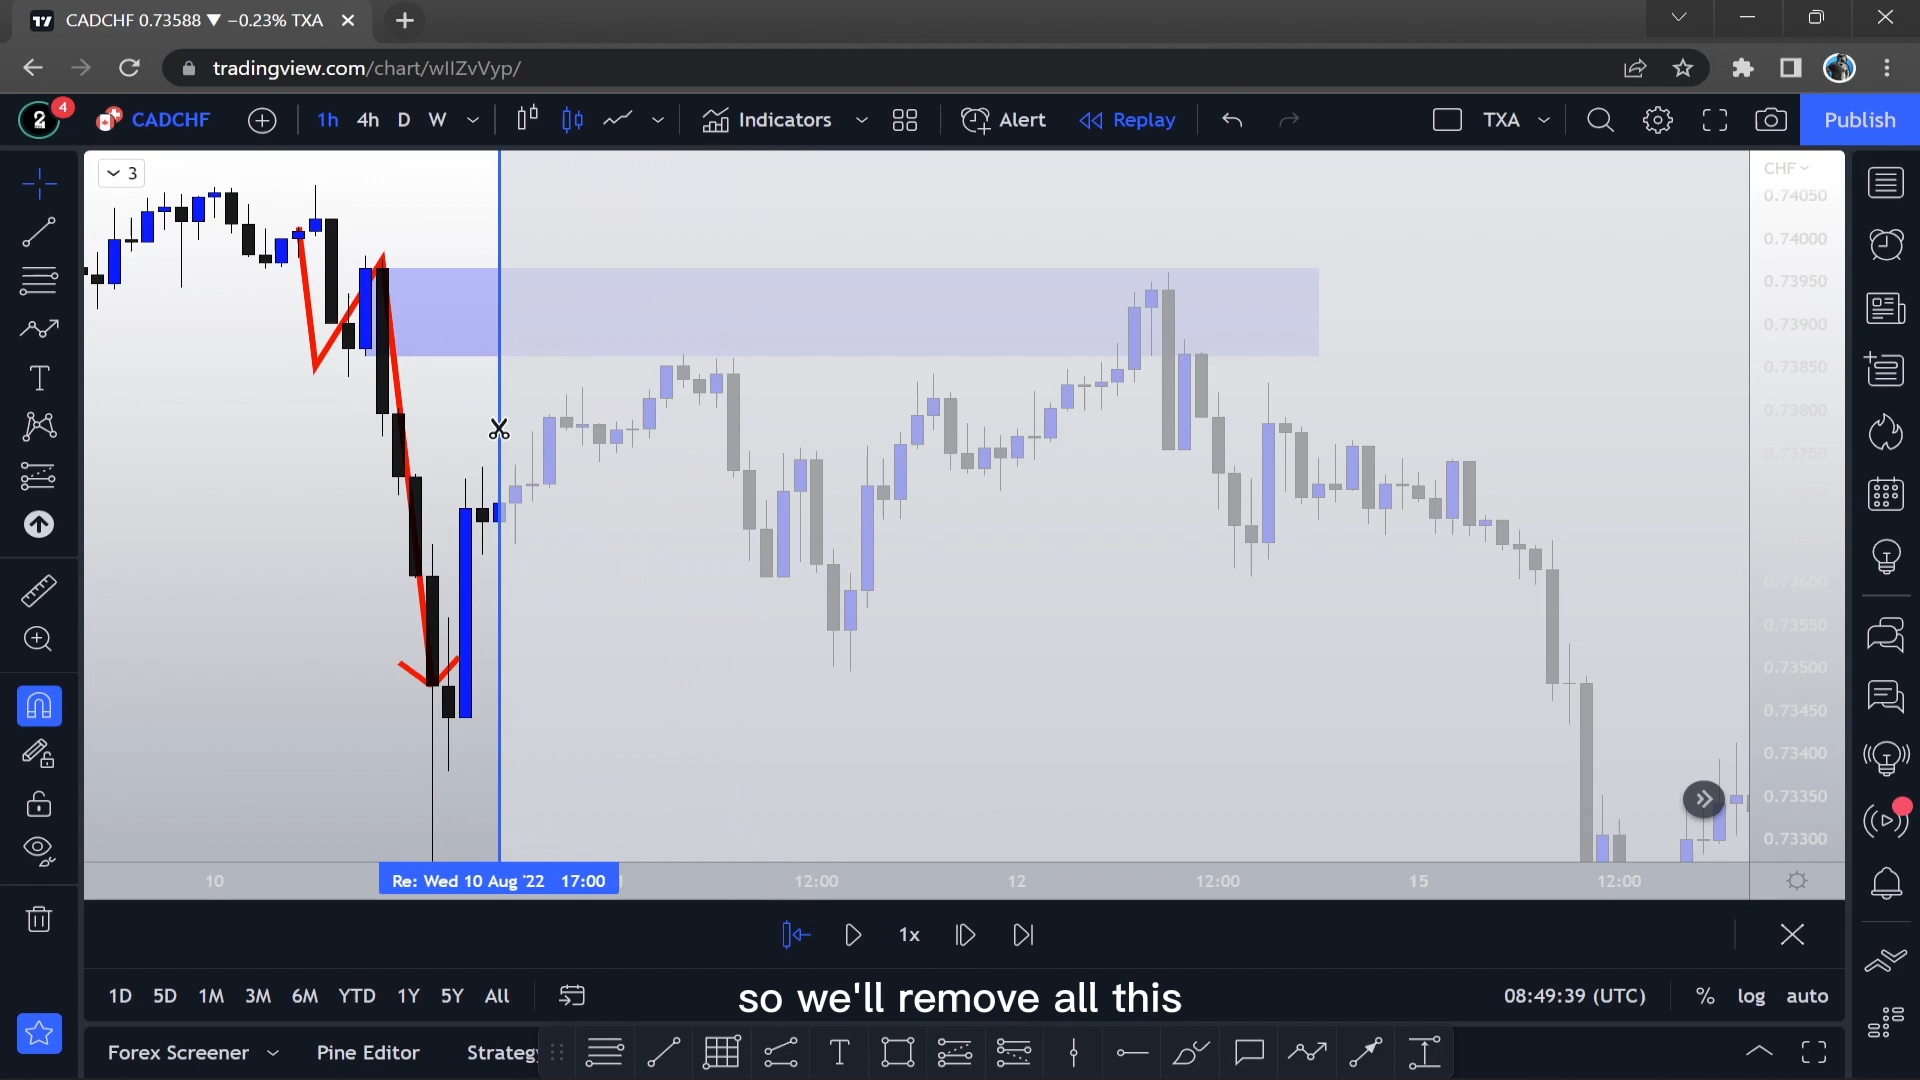 CADCHF 0.73588 ▼ −0.23% TXA
tradingview.com/chart/wIIZvVyp/
4
2
CADCHF
1h 4h D W
Indicators
Alert
Replay
TXA
Publish
3
CHF
0.74050
0.74000
0.73950
0.73900
0.73850
0.73800
0.73750
0.73600
0.73550
0.73500
0.73450
0.73400
0.73350
0.73300
10
Re: Wed 10 Aug '22 17:00
12:00
12
12:00
15
12:00
1x
1D 5D 1M 3M 6M YTD 1Y 5Y All
so we'll remove all this
08:49:39 (UTC)
% log auto
Forex Screener
Pine Editor